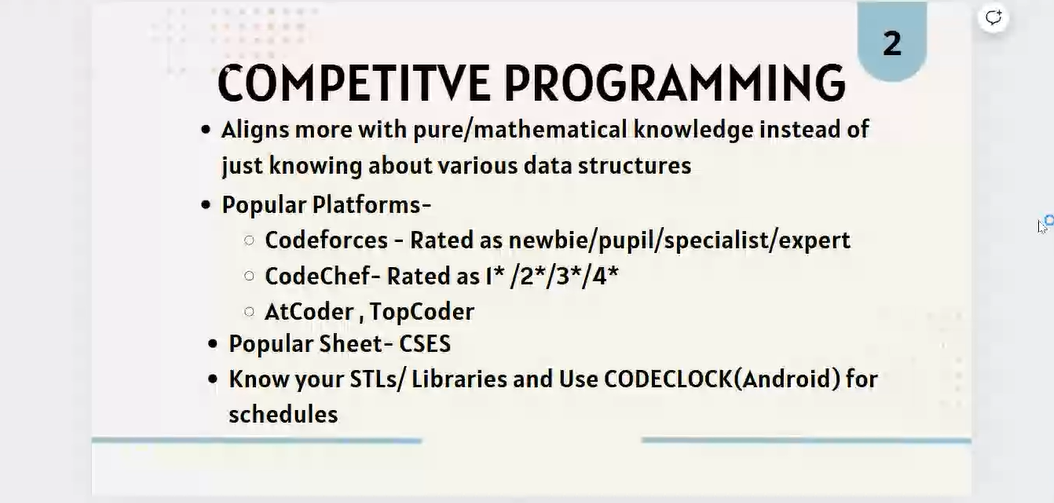 2
COMPETITVE PROGRAMMING
• Aligns more with pure/mathematical knowledge instead of
just knowing about various data structures
• Popular Platforms-
○ Codeforces - Rated as newbie/pupil/specialist/expert
○ CodeChef- Rated as 1* /2*/3*/4*
○ AtCoder , TopCoder
• Popular Sheet- CSES
• Know your STLs/ Libraries and Use CODECLOCK(Android) for
schedules